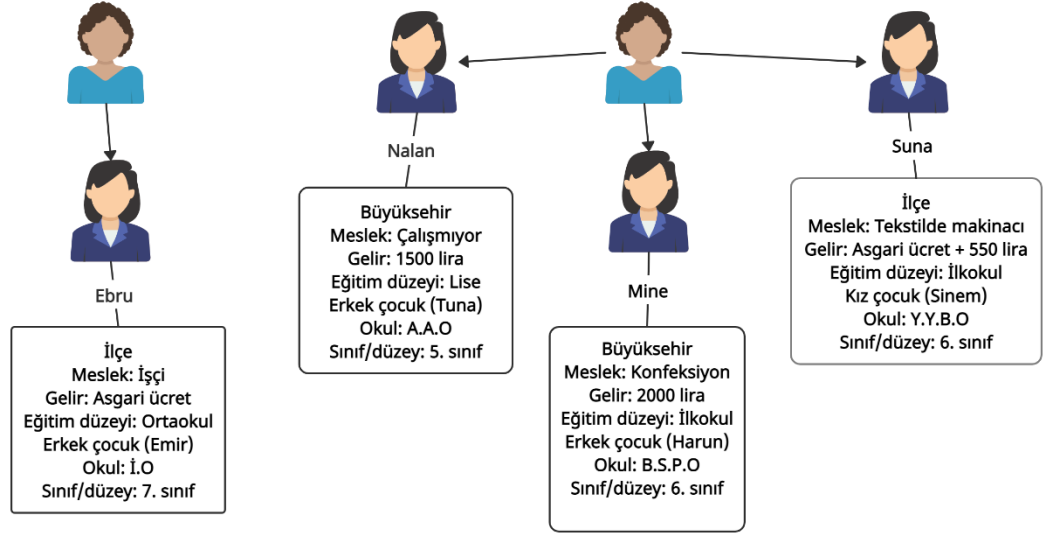 Ebru
İlçe
Meslek: İşçi
Gelir: Asgari ücret
Eğitim düzeyi: Ortaokul
Erkek çocuk (Emir)
Okul: İ.O
Sınıf/düzey: 7. sınıf
Nalan
Büyüksehir
Meslek: Çalışmıyor
Gelir: 1500 lira
Eğitim düzeyi: Lise
Erkek çocuk (Tuna)
Okul: A.A.O
Sınıf/düzey: 5. sınıf
Mine
Büyüksehir
Meslek: Konfeksiyon
Gelir: 2000 lira
Eğitim düzeyi: İlkokul
Erkek çocuk (Harun)
Okul: B.S.P.O
Sınıf/düzey: 6. sınıf
Suna
İlçe
Meslek: Tekstilde makinacı
Gelir: Asgari ücret + 550 lira
Eğitim düzeyi: İlkokul
Kız çocuk (Sinem)
Okul: Y.Y.B.O
Sınıf/düzey: 6. sınıf